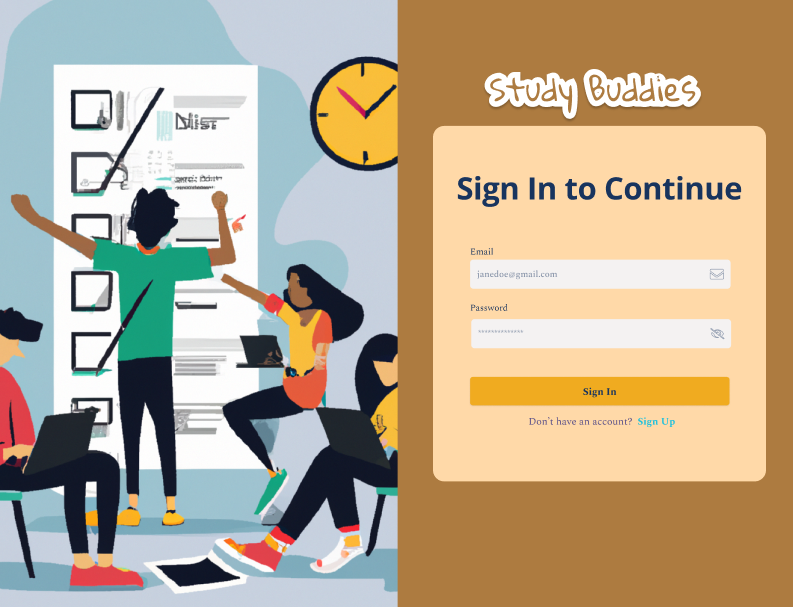 Study Buddies
Sign In to Continue
Email
janedoe@gmail.com
Password
**************
Sign In
Don't have an account? Sign Up